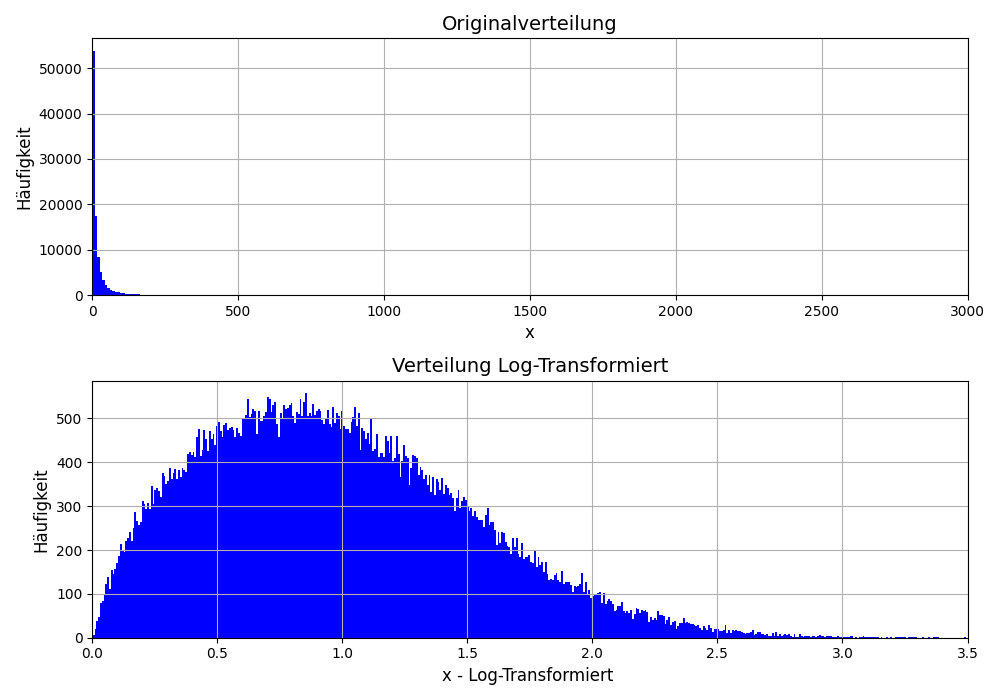 Originalverteilung
Häufigkeit
50000
40000
30000
20000
10000
0
0 500 1000 1500 2000 2500 3000
x
Verteilung Log-Transformiert
Häufigkeit
500
400
300
200
100
0
0.0 0.5 1.0 1.5 2.0 2.5 3.0 3.5
x - Log-Transformiert